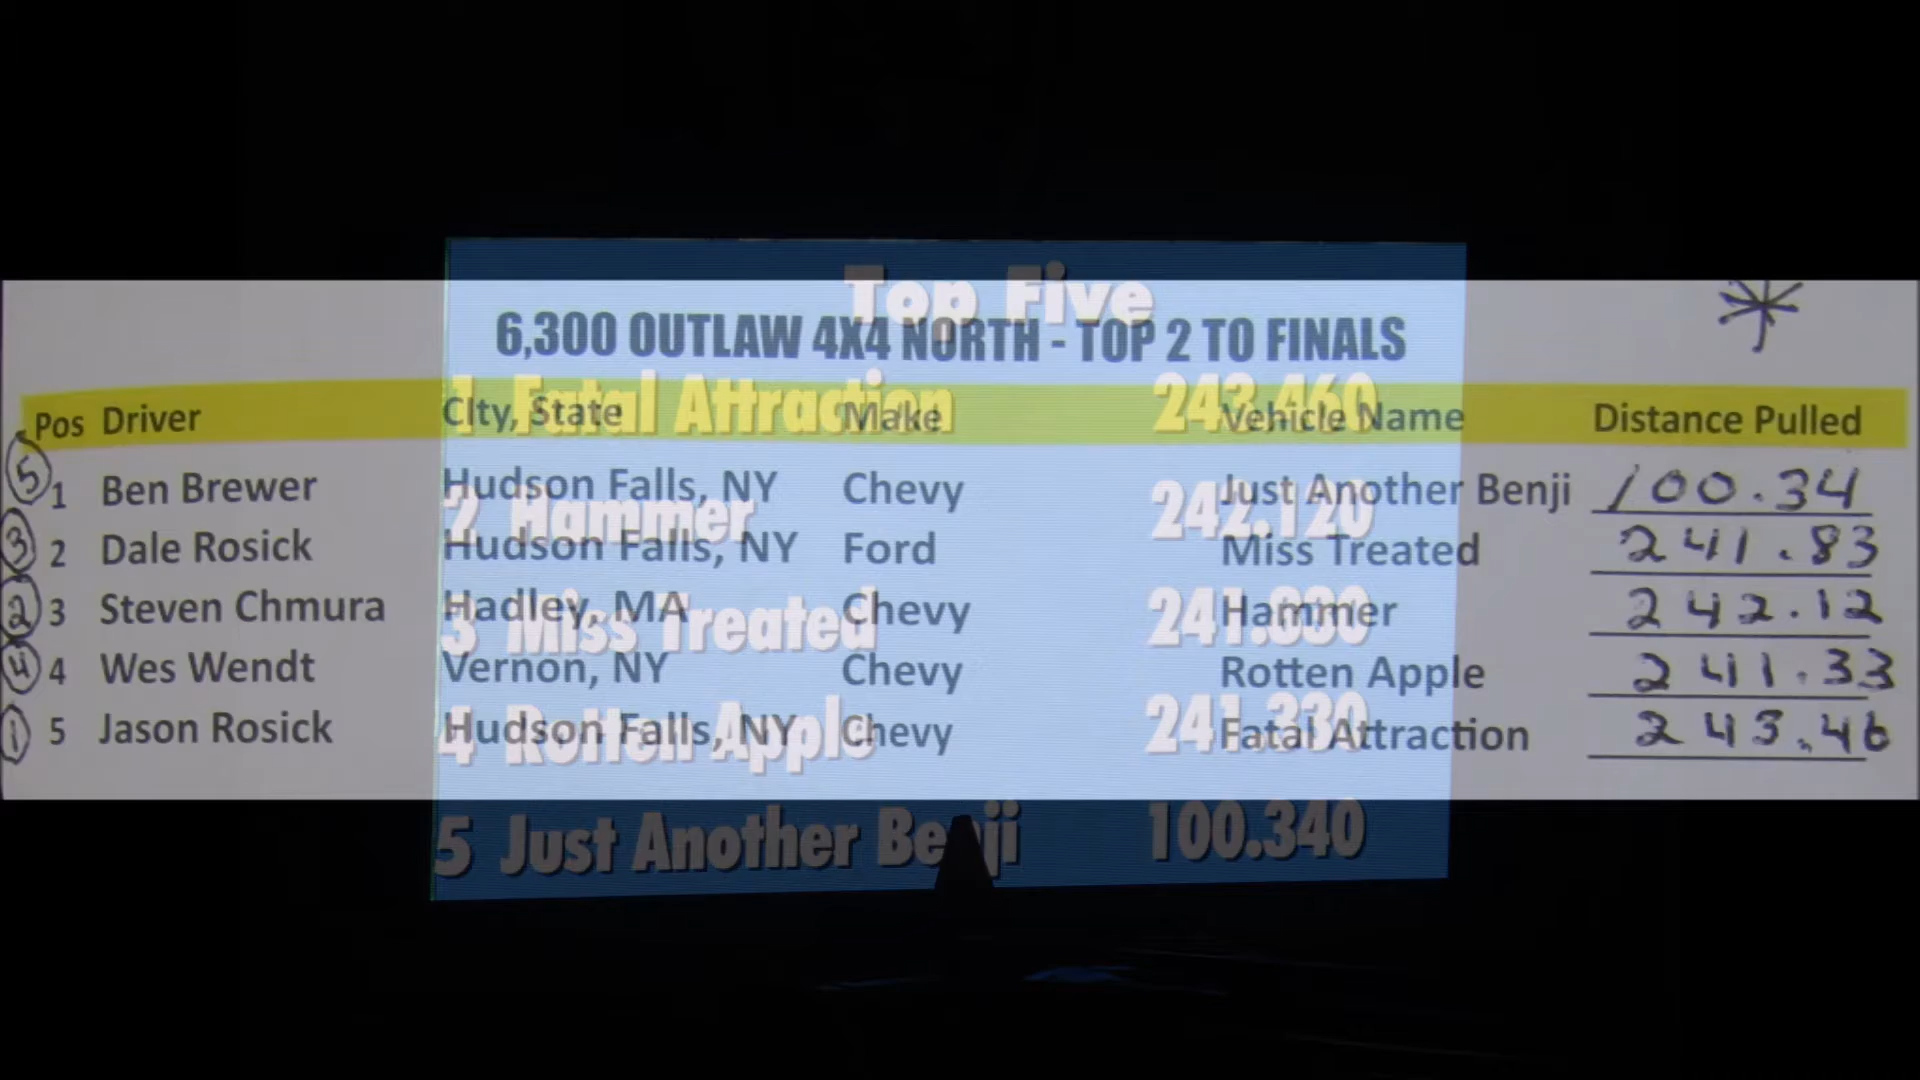 Top Five
6,300 OUTLAW 4X4 NORTH - TOP 2 TO FINALS
1 Fatal Attraction 243.460
Pos Driver CIty, State Make Vehicle Name Distance Pulled
5 1 Ben Brewer Hudson Falls, NY Chevy Just Another Benji 100.34
2 Hammer 242.120
3 2 Dale Rosick Hudson Falls, NY Ford Miss Treated 241.83
2 3 Steven Chmura Hadley, MA Chevy Hammer 242.12
3 Miss Treated 241.830
4 4 Wes Wendt Vernon, NY Chevy Rotten Apple 241.33
1 5 Jason Rosick Hudson Falls, NY Chevy Fatal Attraction 243.46
4 Rotten Apple 241.330
5 Just Another Benji 100.340